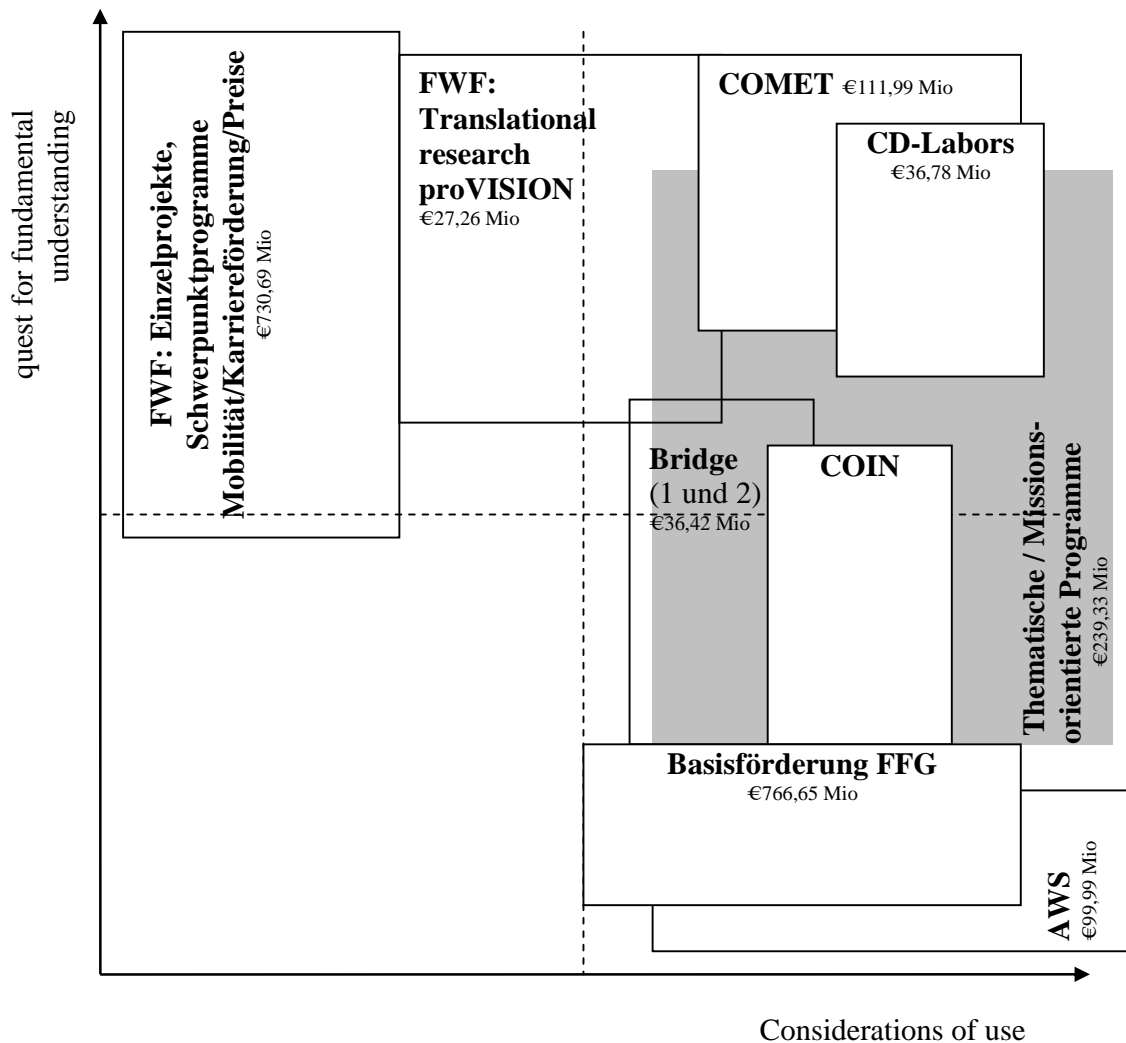 quest for fundamental
understanding
FWF: Einzelprojekte,
Schwerpunktprogramme
Mobilität/Karriereförderung/Preise
€730,69 Mio
FWF:
Translational
research
proVISION
€27,26 Mio
COMET €111,99 Mio
CD-Labors
€36,78 Mio
Bridge
(1 und 2)
€36,42 Mio
COIN
Thematische / Missions-
orientierte Programme
€239,33 Mio
Basisförderung FFG
€766,65 Mio
AWS
€99,99 Mio
Considerations of use